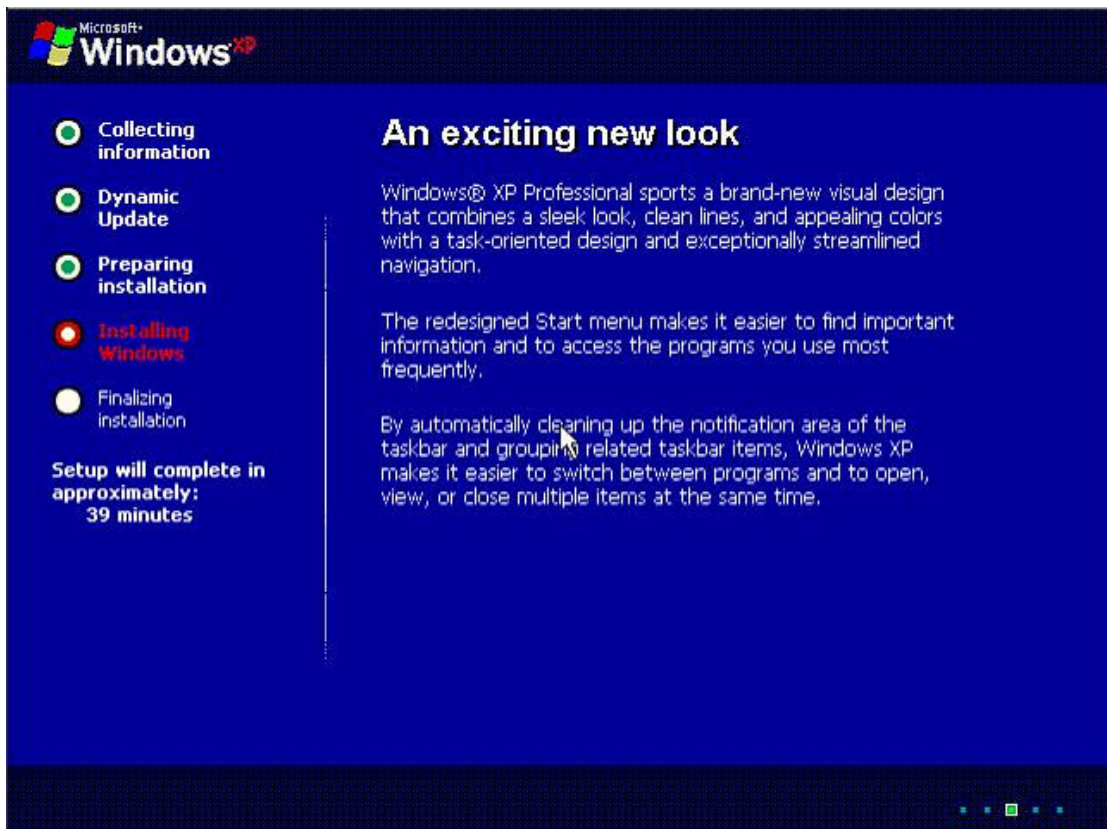 Microsoft®
Windows XP
Collecting
information
Dynamic
Update
Preparing
installation
Installing
Windows
Finalizing
installation
Setup will complete in
approximately:
39 minutes
An exciting new look
Windows® XP Professional sports a brand-new visual design
that combines a sleek look, clean lines, and appealing colors
with a task-oriented design and exceptionally streamlined
navigation.
The redesigned Start menu makes it easier to find important
information and to access the programs you use most
frequently.
By automatically cleaning up the notification area of the
taskbar and grouping related taskbar items, Windows XP
makes it easier to switch between programs and to open,
view, or close multiple items at the same time.